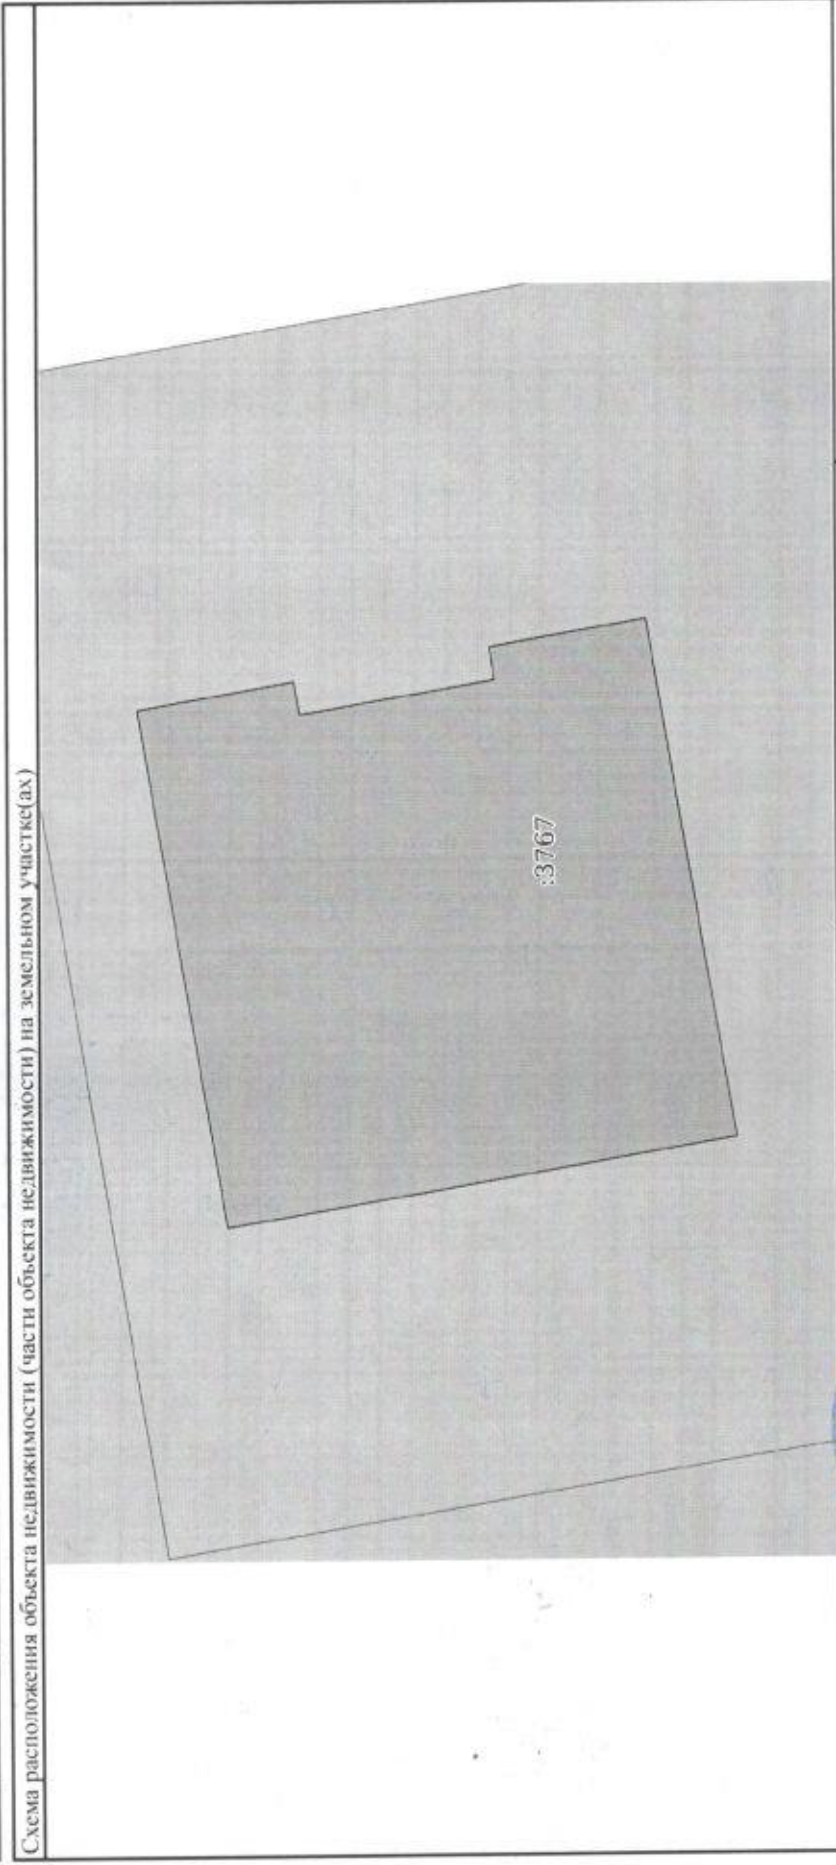 Схема расположения объекта недвижимости (части объекта недвижимости) на земельном участке(ах)
:3767